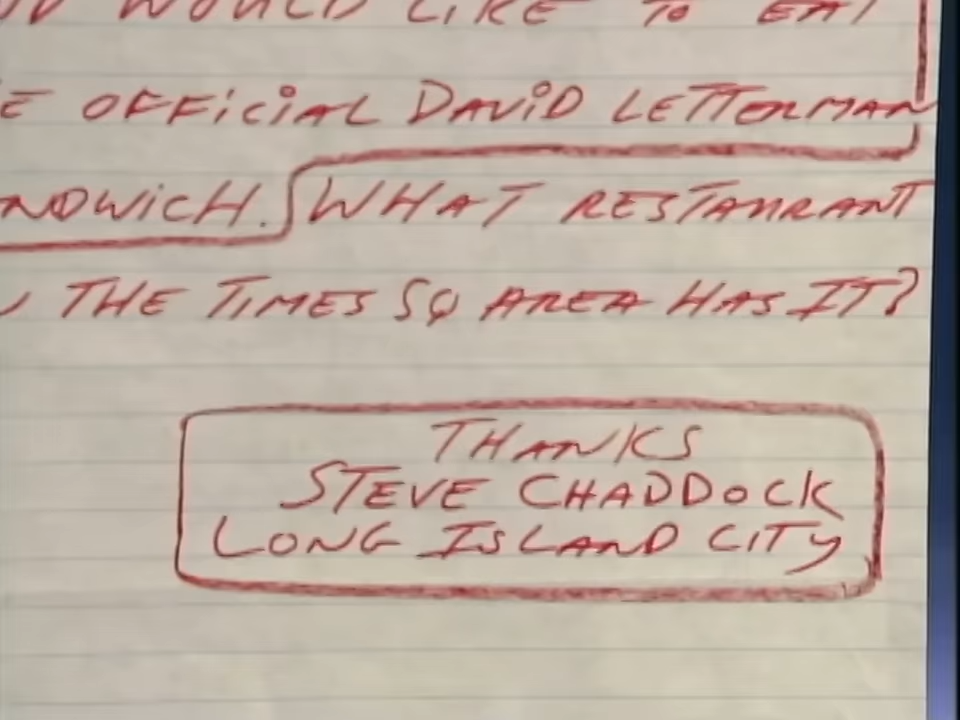 WOULD LIKE TO EAT
OFFICIAL DAVID LETTERMAN
NDWICH. WHAT RESTAURANT
THE TIMES SQ AREA HAS IT?
THANKS
STEVE CHADDOCK
LONG ISLAND CITY